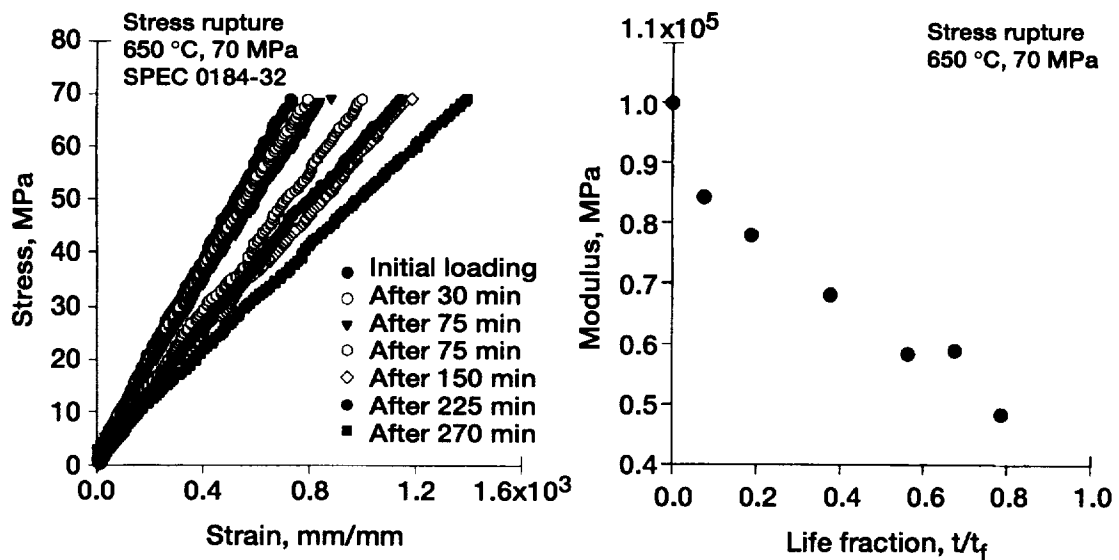 Stress rupture
650 °C, 70 MPa
SPEC 0184-32
80
70
60
50
40
30
20
10
0
Stress, MPa
Initial loading
After 30 min
After 75 min
After 75 min
After 150 min
After 225 min
After 270 min
0.0
0.4
0.8
1.2
1.6x10³
Strain, mm/mm
1.1x10⁵
Stress rupture
650 °C, 70 MPa
1.0
0.9
0.8
0.7
0.6
0.5
0.4
Modulus, MPa
0.0
0.2
0.4
0.6
0.8
1.0
Life fraction, t/tf